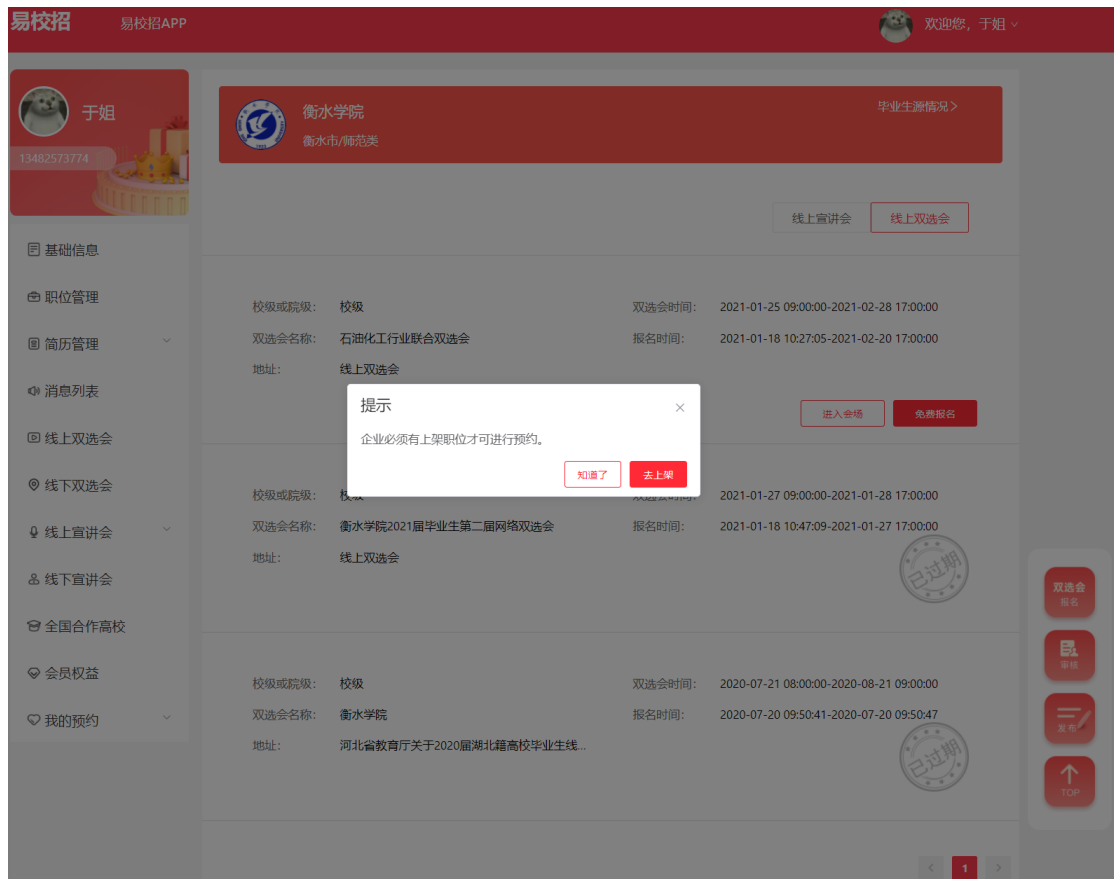 易校招
易校招APP
欢迎您，于姐
于姐
13482573774
基础信息
职位管理
简历管理
消息列表
线上双选会
线下双选会
线上宣讲会
线下宣讲会
全国合作高校
会员权益
我的预约
衡水学院
毕业生源情况>
衡水市/师范类
线上宣讲会 线上双选会
校级或院级： 校级 双选会时间： 2021-01-25 09:00:00-2021-02-28 17:00:00
双选会名称： 石油化工行业联合双选会 报名时间： 2021-01-18 10:27:05-2021-02-20 17:00:00
地址： 线上双选会
进入会场 免费报名
提示
企业必须有上架职位才可进行预约。
知道了 去上架
校级或院级： 校级 双选会时间： 2021-01-27 09:00:00-2021-01-28 17:00:00
双选会名称： 衡水学院2021届毕业生第二届网络双选会 报名时间： 2021-01-18 10:47:09-2021-01-27 17:00:00
地址： 线上双选会
已过期
校级或院级： 校级 双选会时间： 2020-07-21 08:00:00-2020-08-21 09:00:00
双选会名称： 衡水学院 报名时间： 2020-07-20 09:50:41-2020-07-20 09:50:47
地址： 河北省教育厅关于2020届湖北籍高校毕业生线...
已过期
双选会
报名
审核
发布
TOP
1